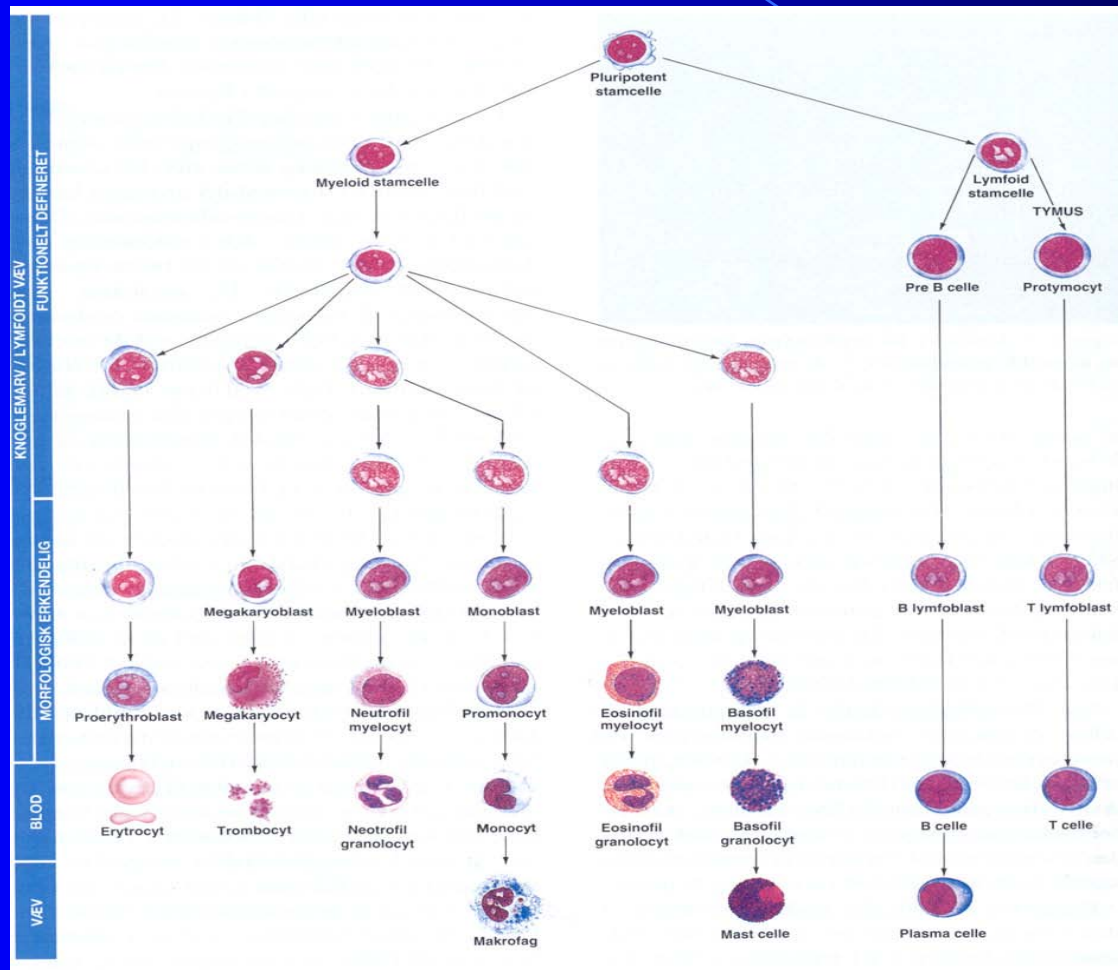 Pluripotent
stamcelle
Myeloid stamcelle
Lymfoid
stamcelle
TYMUS
Pre B celle
Protymocyt
KNOGLEMARV / LYMFOIDT VÆV
FUNKTIONELT DEFINERET
MORFOLOGISK ERKENDELIG
Megakaryoblast
Myeloblast
Monoblast
Myeloblast
Myeloblast
B lymfoblast
T lymfoblast
Proerythroblast
Megakaryocyt
Neutrofil
myelocyt
Promonocyt
Eosinofil
myelocyt
Basofil
myelocyt
BLOD
Erytrocyt
Trombocyt
Neotrofil
granolocyt
Monocyt
Eosinofil
granolocyt
Basofil
granolocyt
B celle
T celle
VÆV
Makrofag
Mast celle
Plasma celle